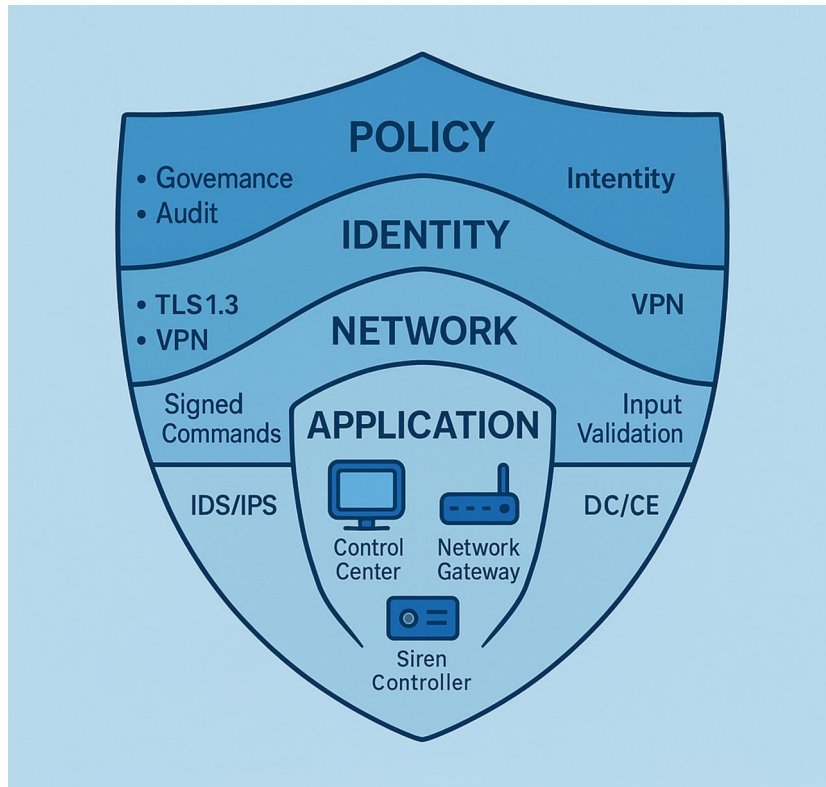 POLICY
• Govemance
Intentity
• Audit
IDENTITY
• TLS1.3
VPN
• VPN
NETWORK
Signed
Commands
Input
Validation
APPLICATION
IDS/IPS
DC/CE
Control
Center
Network
Gateway
Siren
Controller